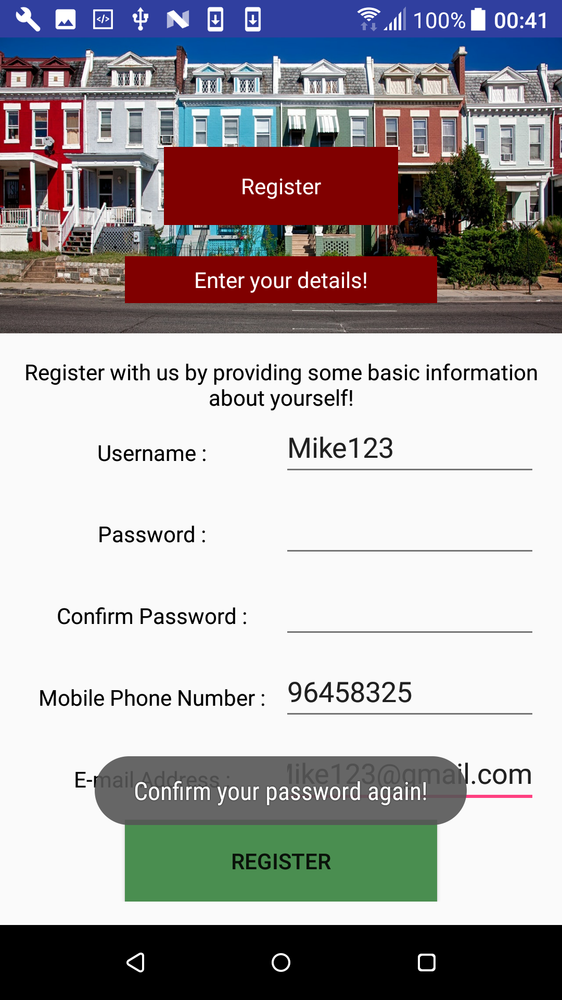 100% 00:41
Register
Enter your details!
Register with us by providing some basic information
about yourself!
Username : Mike123
Password :
Confirm Password :
Mobile Phone Number : 96458325
E-mail Address : Mike123@gmail.com
Confirm your password again!
REGISTER